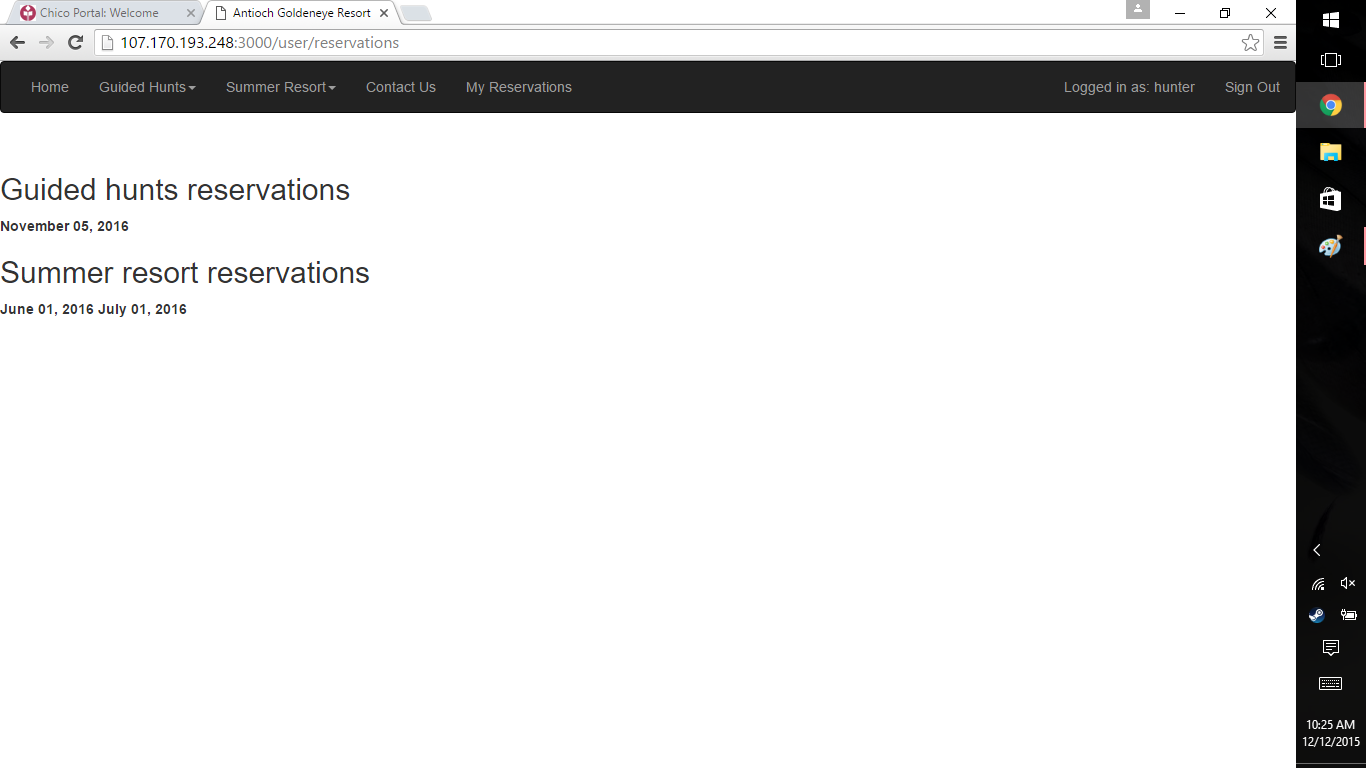 Chico Portal: Welcome
Antioch Goldeneye Resort
107.170.193.248:3000/user/reservations
Home Guided Hunts Summer Resort Contact Us My Reservations Logged in as: hunter Sign Out
Guided hunts reservations
November 05, 2016
Summer resort reservations
June 01, 2016 July 01, 2016
10:25 AM
12/12/2015